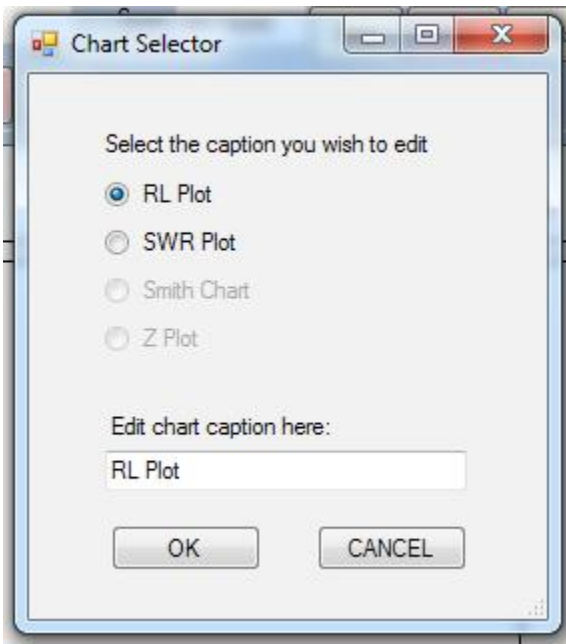 Chart Selector
Select the caption you wish to edit
RL Plot
SWR Plot
Smith Chart
Z Plot
Edit chart caption here:
RL Plot
OK
CANCEL